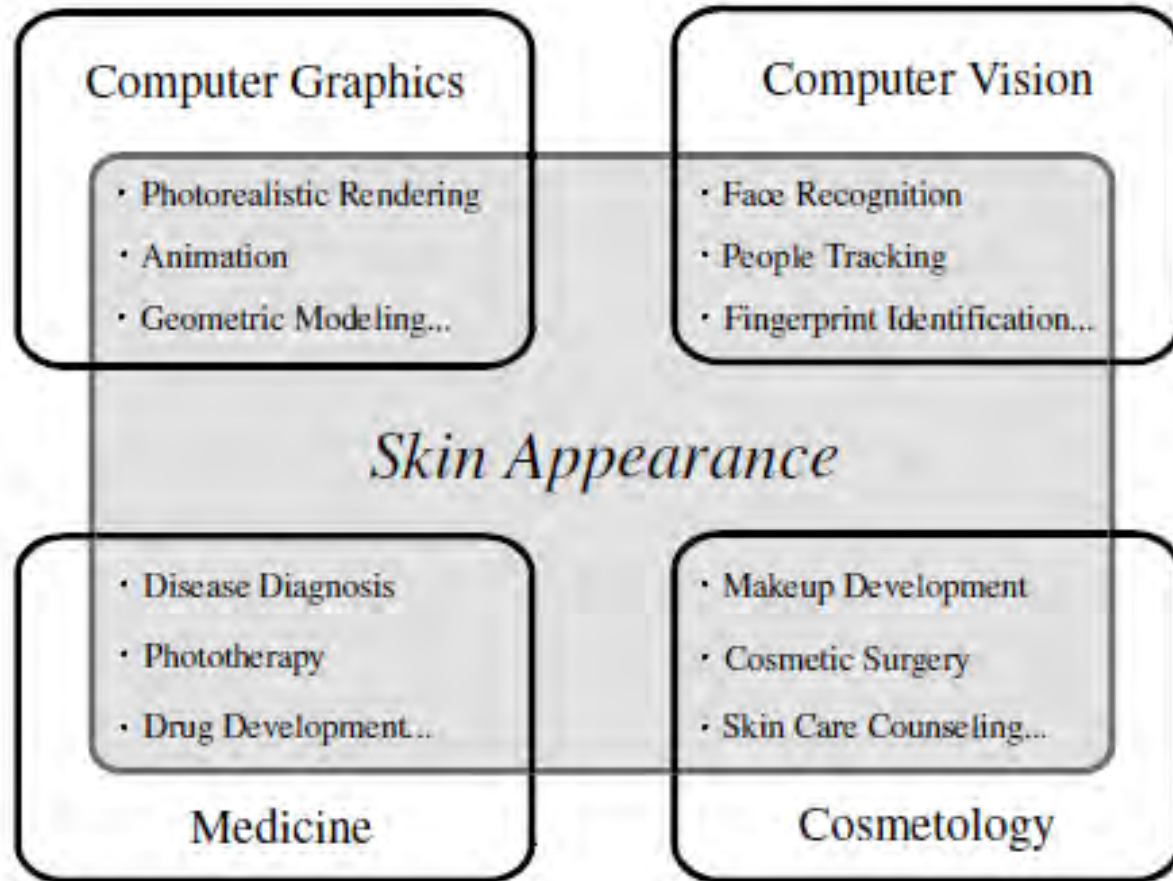 Computer Graphics
· Photorealistic Rendering
· Animation
· Geometric Modeling...
Computer Vision
· Face Recognition
· People Tracking
· Fingerprint Identification...
Skin Appearance
· Disease Diagnosis
· Phototherapy
· Drug Development...
Medicine
· Makeup Development
· Cosmetic Surgery
· Skin Care Counseling...
Cosmetology